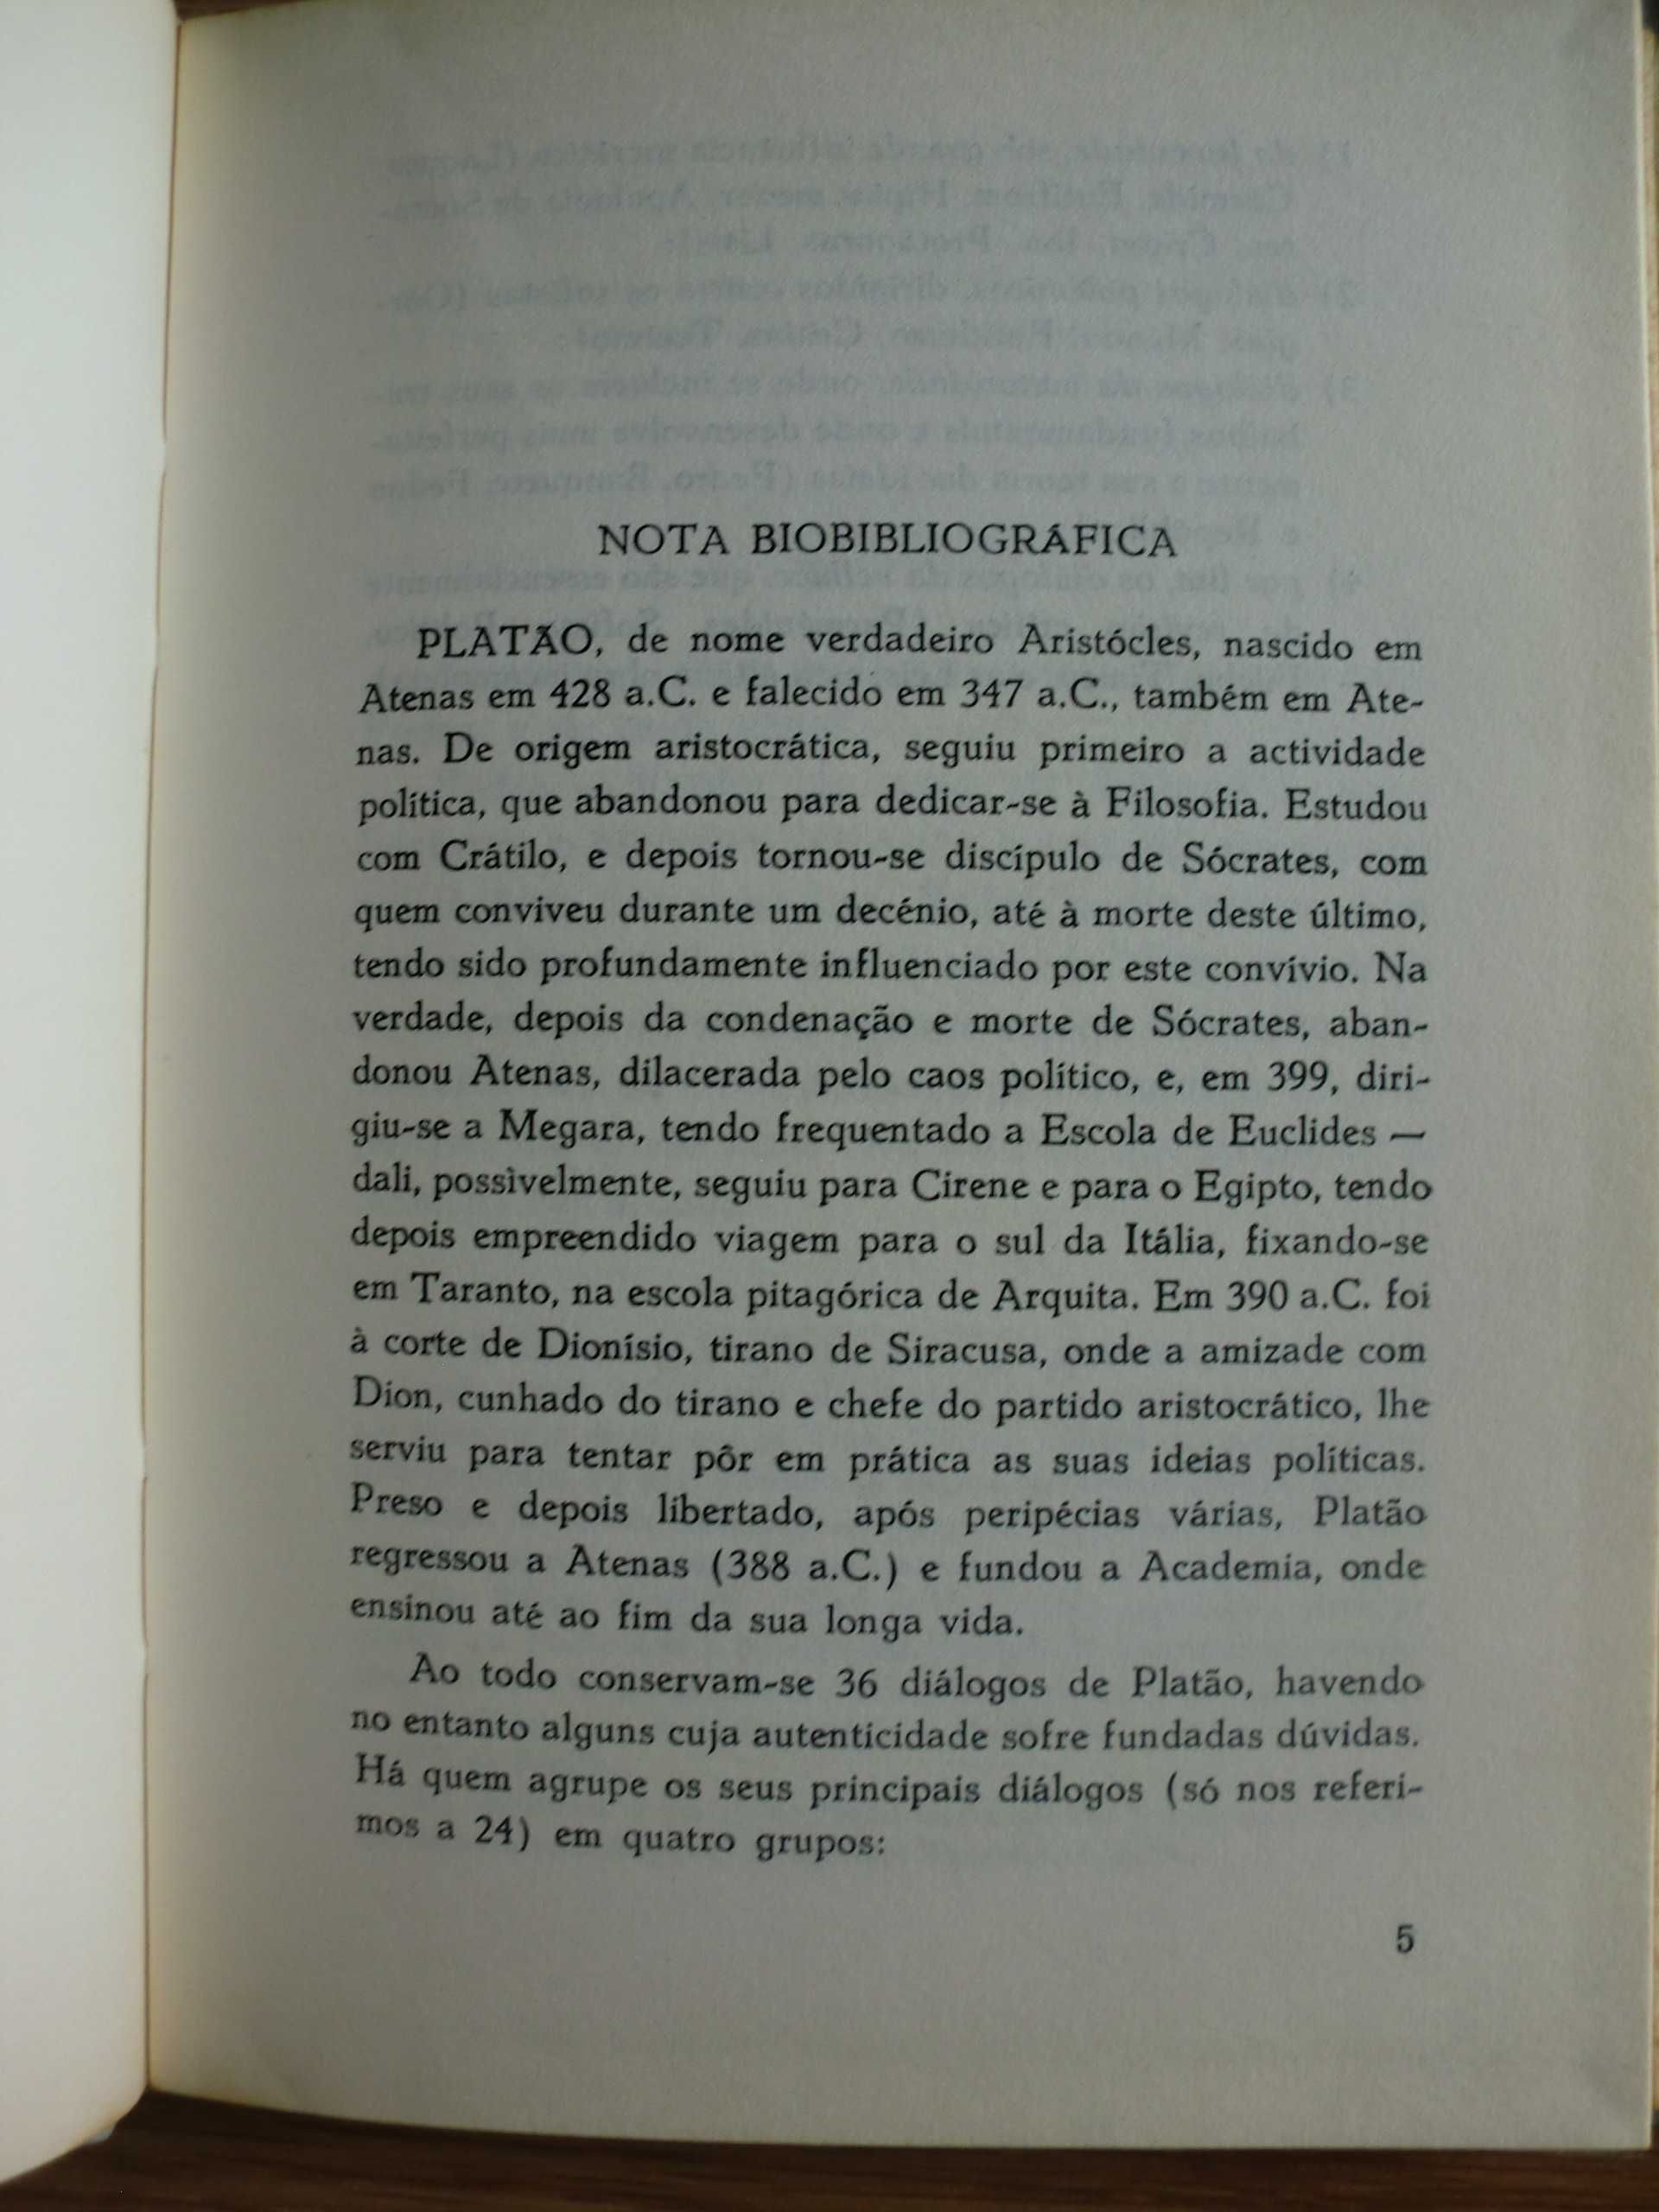 NOTA BIOBIBLIOGRÁFICA
PLATÃO, de nome verdadeiro Aristócles, nascido em
Atenas em 428 a.C. e falecido em 347 a.C., também em Ate-
nas. De origem aristocrática, seguiu primeiro a actividade
política, que abandonou para dedicar-se à Filosofia. Estudou
com Crátilo, e depois tornou-se discípulo de Sócrates, com
quem conviveu durante um decénio, até à morte deste último,
tendo sido profundamente influenciado por este convívio. Na
verdade, depois da condenação e morte de Sócrates, aban-
donou Atenas, dilacerada pelo caos político, e, em 399, diri-
giu-se a Megara, tendo frequentado a Escola de Euclides —
dali, possìvelmente, seguiu para Cirene e para o Egipto, tendo
depois empreendido viagem para o sul da Itália, fixando-se
em Taranto, na escola pitagórica de Arquita. Em 390 a.C. foi
à corte de Dionísio, tirano de Siracusa, onde a amizade com
Dion, cunhado do tirano e chefe do partido aristocrático, lhe
serviu para tentar pôr em prática as suas ideias políticas.
Preso e depois libertado, após peripécias várias, Platão
regressou a Atenas (388 a.C.) e fundou a Academia, onde
ensinou até ao fim da sua longa vida.
Ao todo conservam-se 36 diálogos de Platão, havendo
no entanto alguns cuja autenticidade sofre fundadas dúvidas.
Há quem agrupe os seus principais diálogos (só nos referi-
mos a 24) em quatro grupos:
5